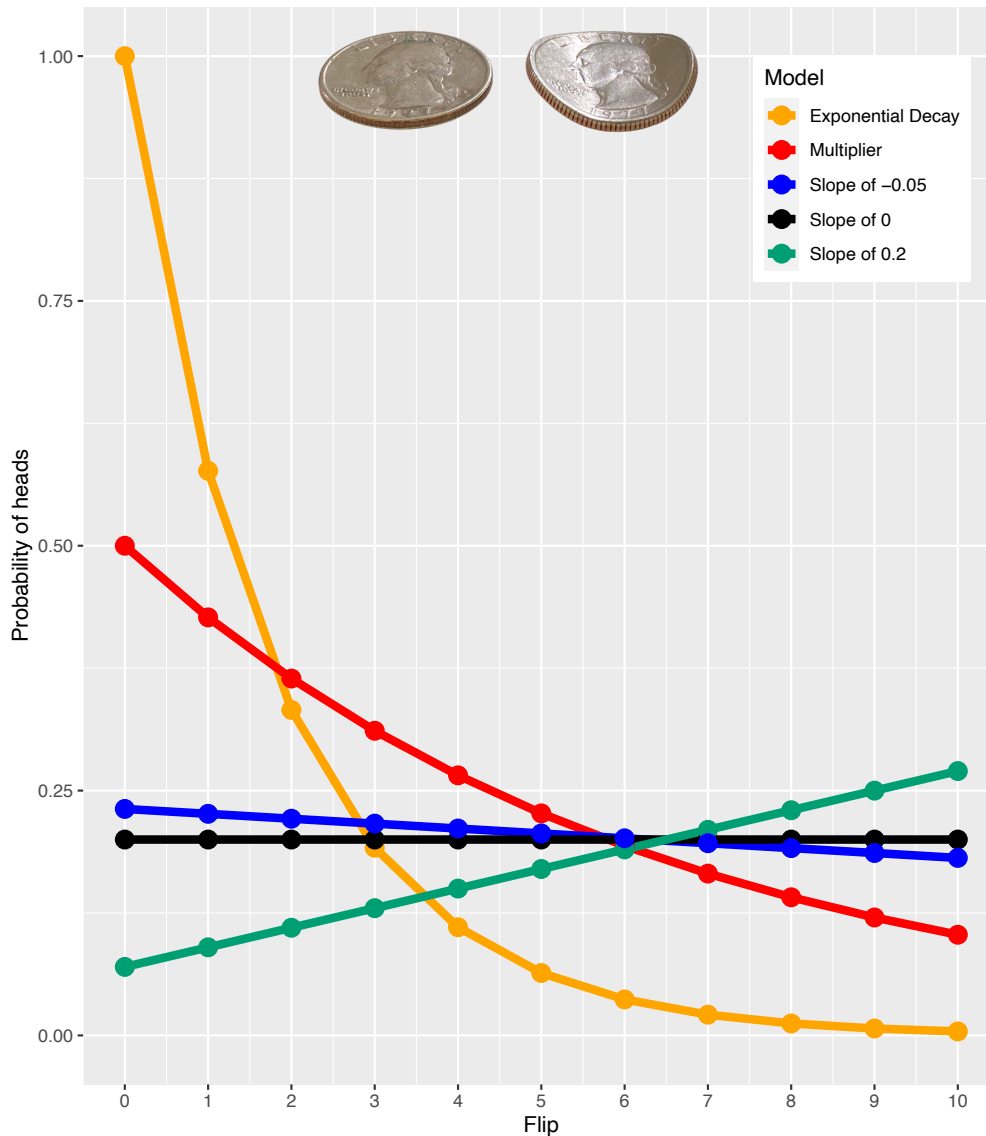 LIBERTY
LIBERTY
1.00
0.75
0.50
0.25
0.00
Probability of heads
0
1
2
3
4
5
6
7
8
9
10
Flip
Model
Exponential Decay
Multiplier
Slope of −0.05
Slope of 0
Slope of 0.2